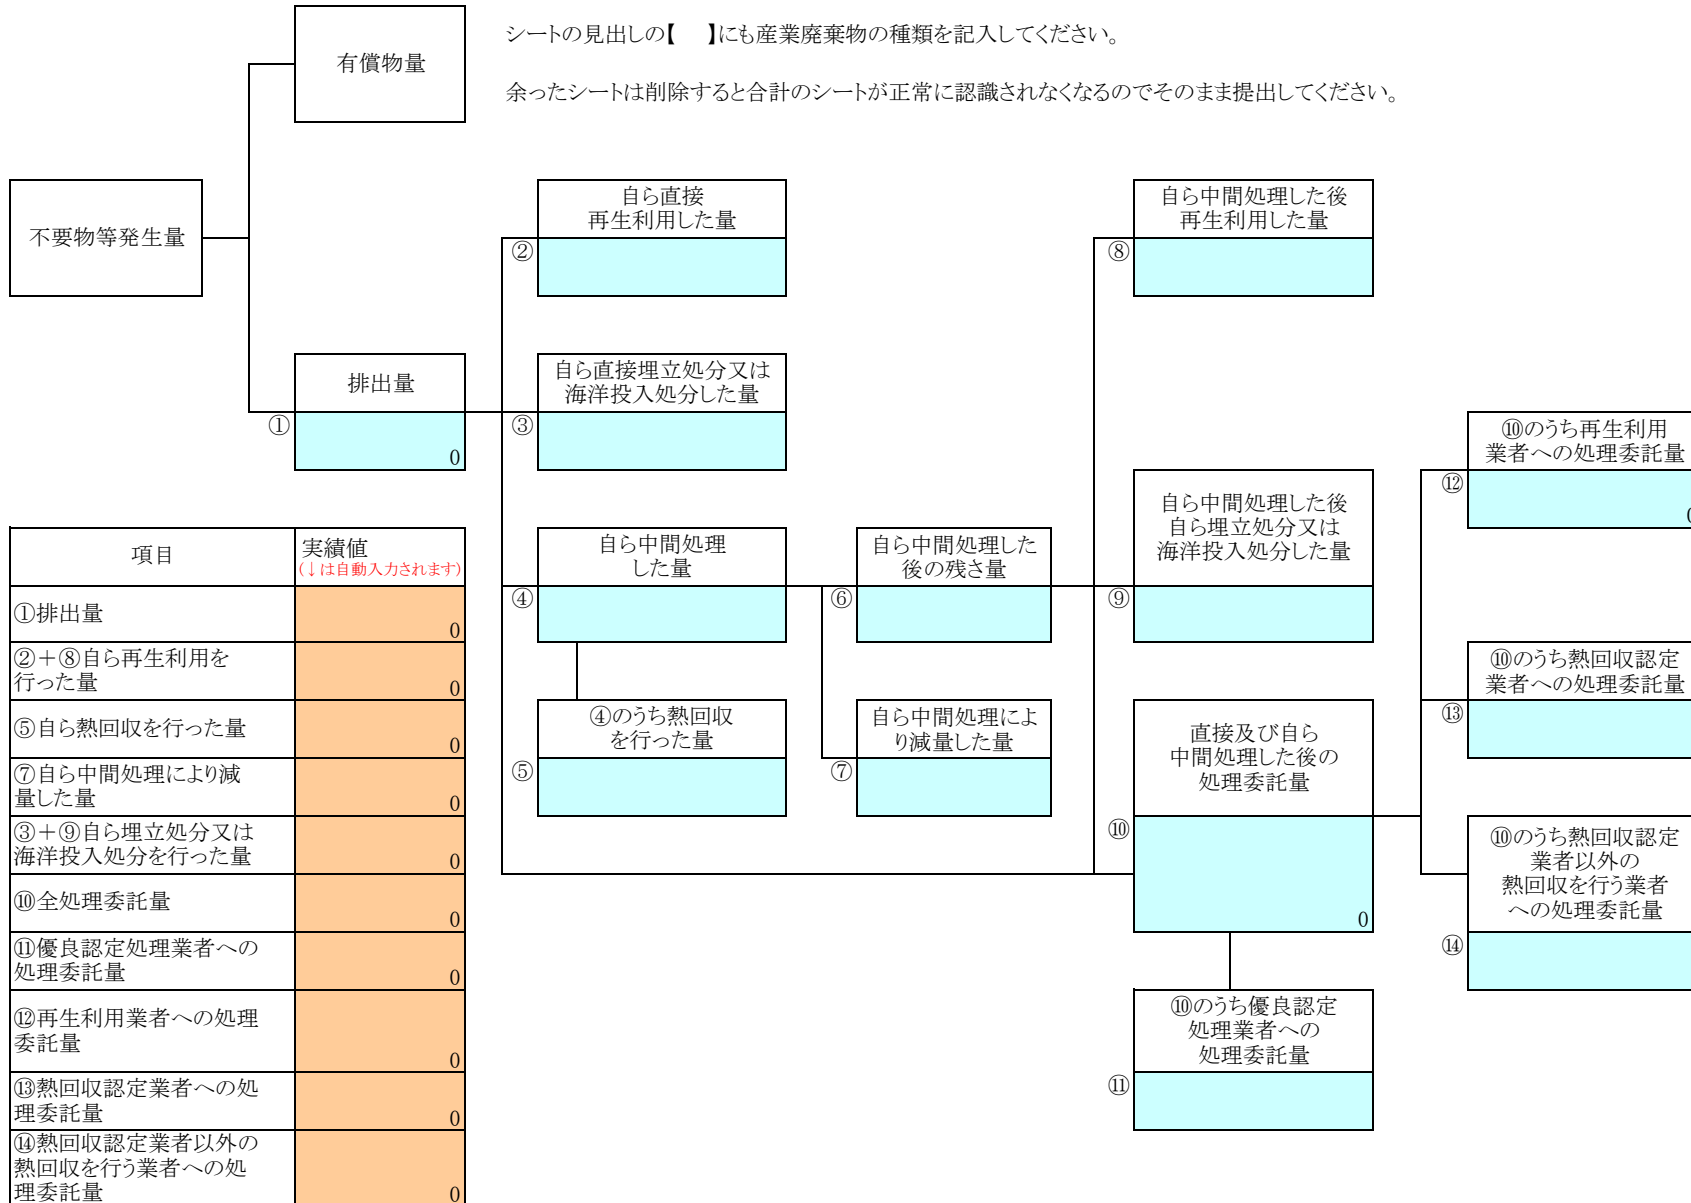 シートの見出しの【　】にも産業廃棄物の種類を記入してください。
余ったシートは削除すると合計のシートが正常に認識されなくなるのでそのまま提出してください。
有償物量
不要物等発生量
自ら直接
再生利用した量
②
自ら中間処理した後
再生利用した量
⑧
排出量
①
0
自ら直接埋立処分又は
海洋投入処分した量
③
⑩のうち再生利用
業者への処理委託量
⑫
自ら中間処理した後
自ら埋立処分又は
海洋投入処分した量
⑨
自ら中間処理
した量
④
自ら中間処理した
後の残さ量
⑥
④のうち熱回収
を行った量
⑤
自ら中間処理によ
り減量した量
⑦
直接及び自ら
中間処理した後の
処理委託量
⑩
0
⑩のうち熱回収認定
業者への処理委託量
⑬
⑩のうち熱回収認定
業者以外の
熱回収を行う業者
への処理委託量
⑭
⑩のうち優良認定
処理業者への
処理委託量
⑪
項目
実績値
(↓は自動入力されます)
①排出量
0
②＋⑧自ら再生利用を
行った量
0
⑤自ら熱回収を行った量
0
⑦自ら中間処理により減
量した量
0
③＋⑨自ら埋立処分又は
海洋投入処分を行った量
0
⑩全処理委託量
0
⑪優良認定処理業者への
処理委託量
0
⑫再生利用業者への処理
委託量
0
⑬熱回収認定業者への処
理委託量
0
⑭熱回収認定業者以外の
熱回収を行う業者への処
理委託量
0